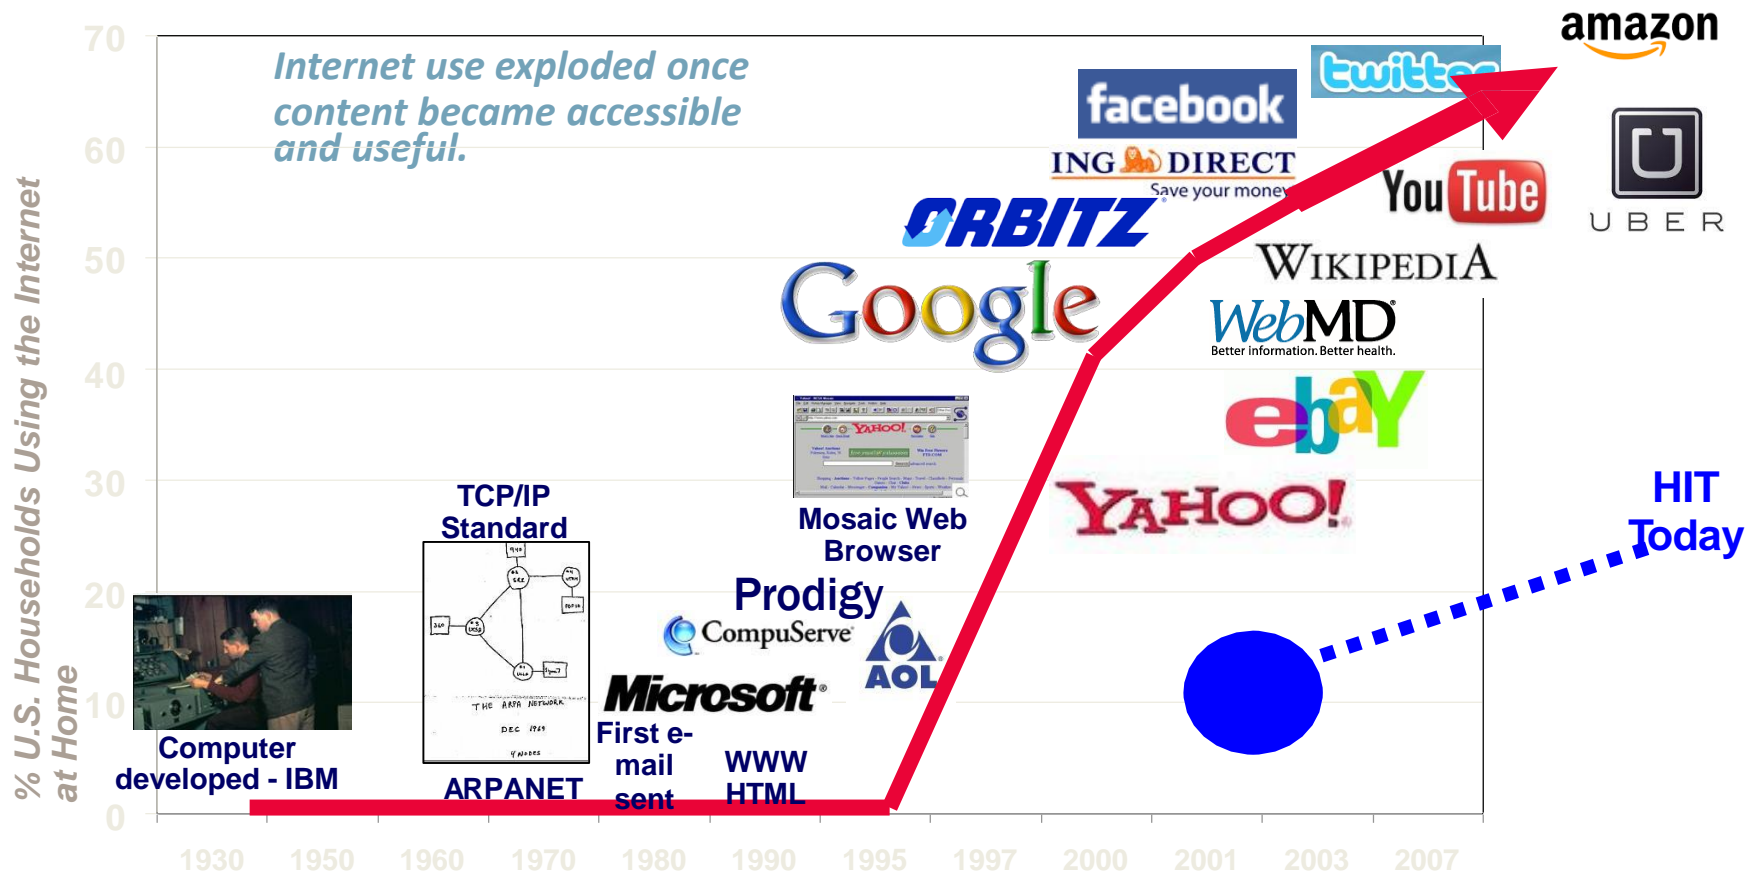 amazon
70
Internet use exploded once
content became accessible
and useful.
twitter
facebook
60
ING DIRECT
Save your money
YouTube
UBER
ORBITZ
50
WIKIPEDIA
Google
WebMD
Better information. Better health.
40
ebaY
YAHOO!
30
TCP/IP
Standard
Mosaic Web
Browser
YAHOO!
HIT
Today
% U.S. Households Using the Internet
at Home
20
Prodigy
CompuServe
AOL
940
360
THE ARPA NETWORK
DEC 1969
4 NODES
10
Microsoft
First e-
mail
sent
Computer
developed - IBM
ARPANET
WWW
HTML
0
1930 1950 1960 1970 1980 1990 1995 1997 2000 2001 2003 2007